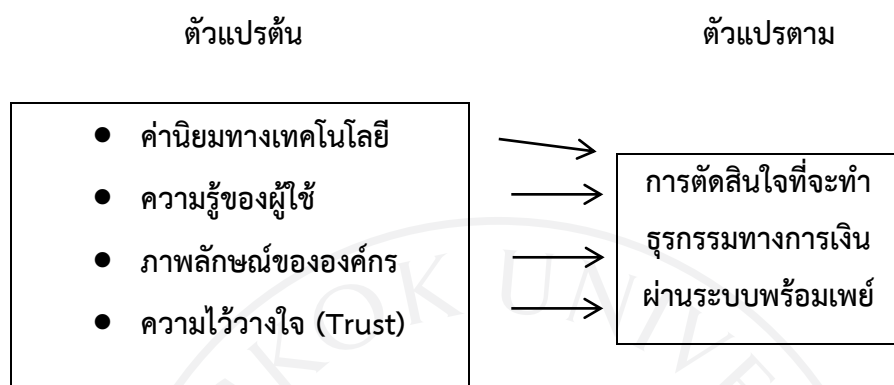 ตัวแปรต้น
ตัวแปรตาม
● ค่านิยมทางเทคโนโลยี
● ความรู้ของผู้ใช้
● ภาพลักษณ์ขององค์กร
● ความไว้วางใจ (Trust)
การตัดสินใจที่จะทำ
ธุรกรรมทางการเงิน
ผ่านระบบพร้อมเพย์
KOK UNIVE